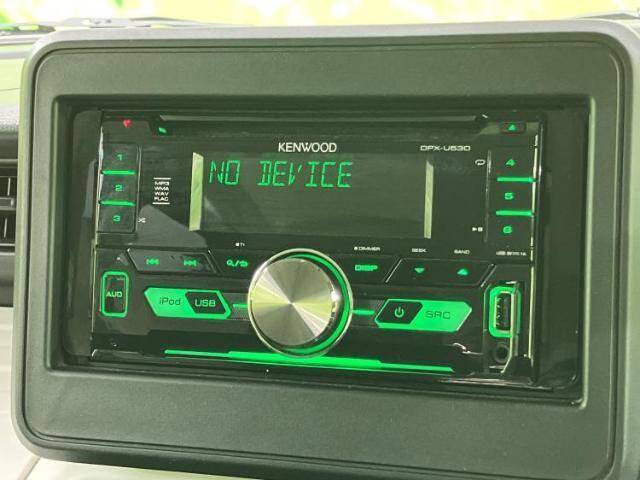 KENWOOD
DPX-U530
NO DEVICE
1
2
3
MP3
WMA
WAV
FLAC
4
5
6
DIMMER
SEEK
BAND
DISP
AUD
iPod
USB
SRC